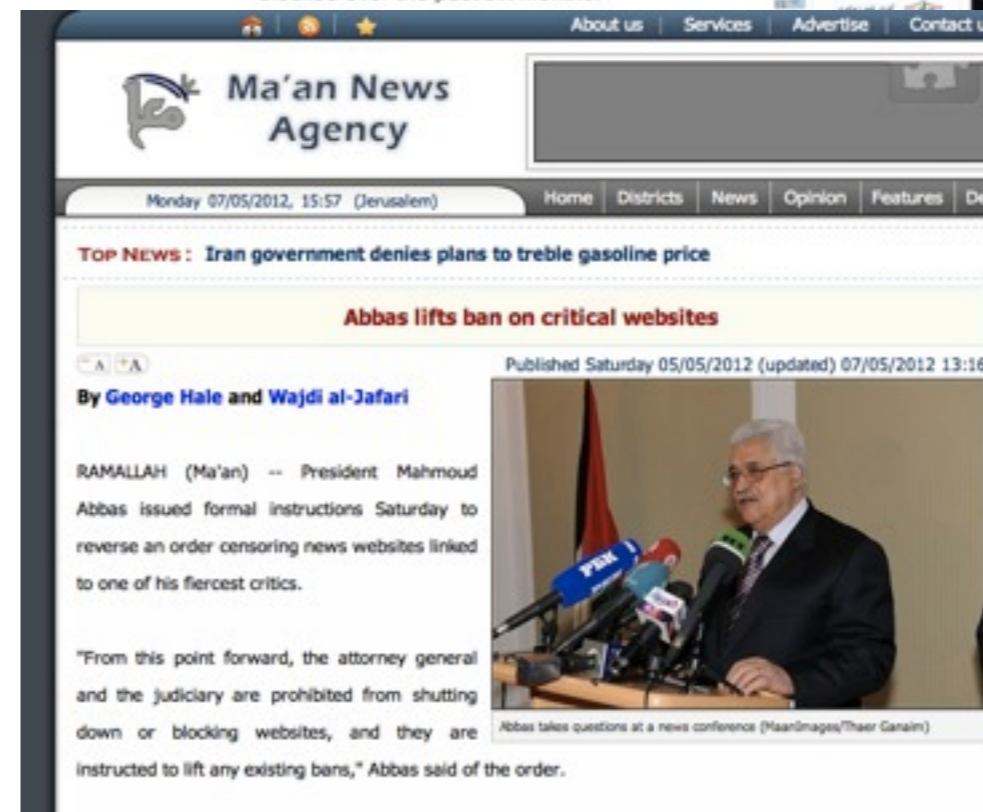 About us | Services | Advertise | Contact
Ma'an News
Agency
Monday 07/05/2012, 15:57 (Jerusalem)
Home | Districts | News | Opinion | Features
TOP NEWS: Iran government denies plans to treble gasoline price
Abbas lifts ban on critical websites
- A +A
Published Saturday 05/05/2012 (updated) 07/05/2012 13:16
By George Hale and Wajdi al-Jafari
RAMALLAH (Ma'an) -- President Mahmoud
Abbas issued formal instructions Saturday to
reverse an order censoring news websites linked
to one of his fiercest critics.
"From this point forward, the attorney general
and the judiciary are prohibited from shutting
down or blocking websites, and they are
instructed to lift any existing bans," Abbas said of the order.
РБК
Abbas takes questions at a news conference (MaanImages/Thaer Ganaim)